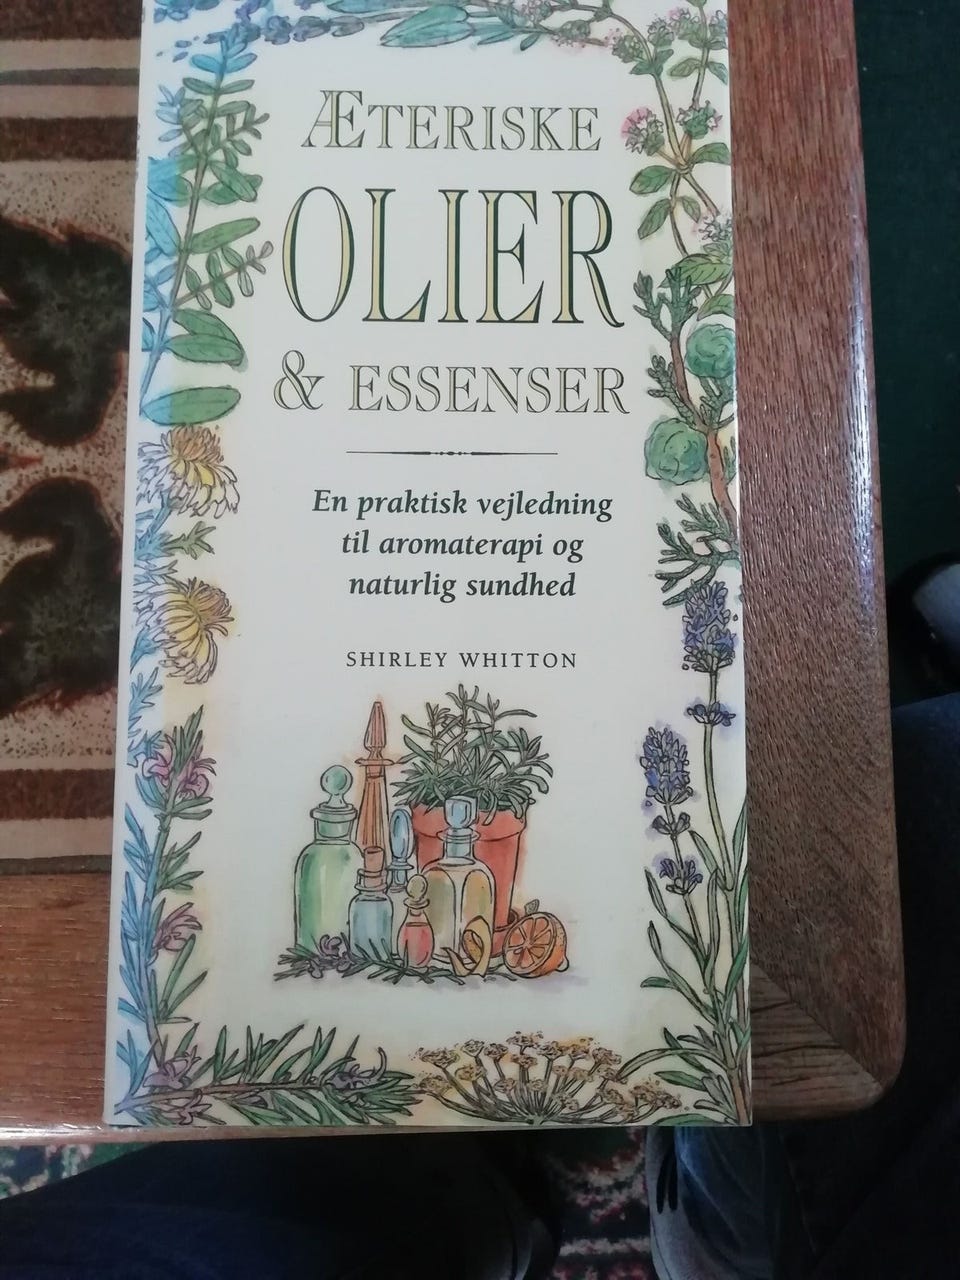 ÆTERISKE
OLIER
& ESSENSER
En praktisk vejledning
til aromaterapi og
naturlig sundhed
SHIRLEY WHITTON